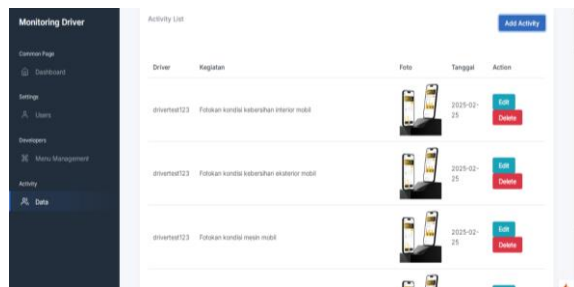 Monitoring Driver
Common Page
Dashboard
Settings
Users
Developers
Menu Management
Activity
Data
Activity List
Add Activity
Driver Kegiatan Foto Tanggal Action
drivertest123 Fotokan kondisi kebersihan interior mobil 2025-02-
25
Edit
Delete
drivertest123 Fotokan kondisi kebersihan eksterior mobil 2025-02-
25
Edit
Delete
drivertest123 Fotokan kondisi mesin mobil 2025-02-
25
Edit
Delete
Edit